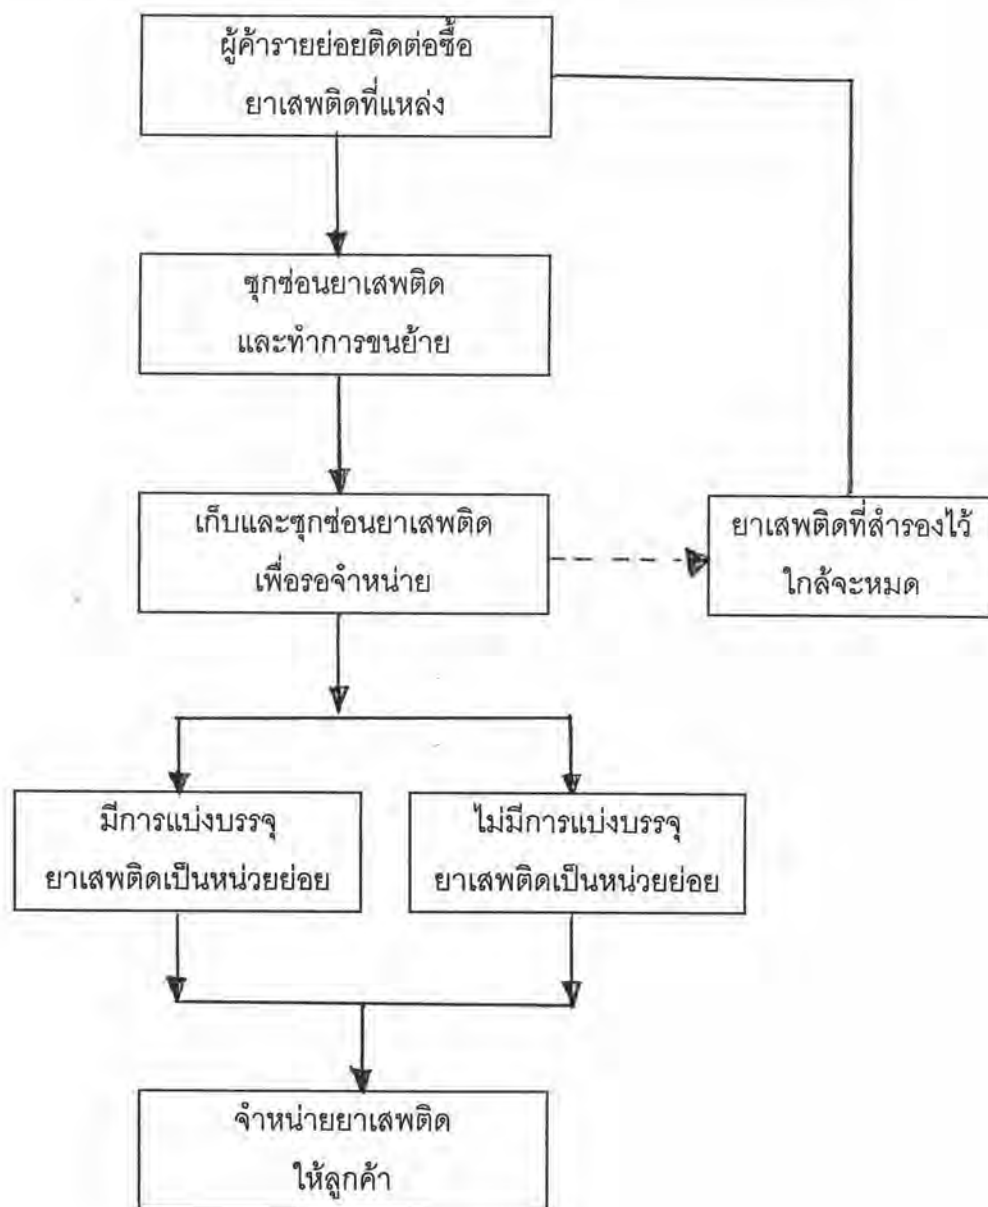 ผู้ค้ารายย่อยติดต่อซื้อ
ยาเสพติดที่แหล่ง
ซุกซ่อนยาเสพติด
และทำการขนย้าย
เก็บและซุกซ่อนยาเสพติด
เพื่อรอจำหน่าย
ยาเสพติดที่สำรองไว้
ใกล้จะหมด
มีการแบ่งบรรจุ
ยาเสพติดเป็นหน่วยย่อย
ไม่มีการแบ่งบรรจุ
ยาเสพติดเป็นหน่วยย่อย
จำหน่ายยาเสพติด
ให้ลูกค้า